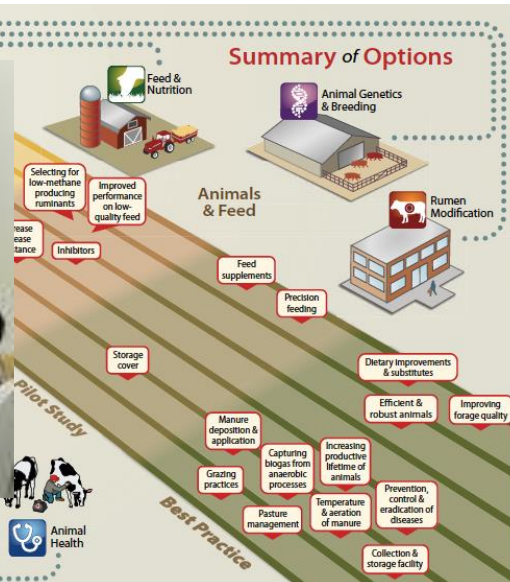 Summary of Options
Feed &
Nutrition
Animal Genetics
& Breeding
Rumen
Modification
Animals
& Feed
Selecting for
low-methane
producing
ruminants
Improved
performance
on low-
quality feed
Inhibitors
Feed
supplements
Precision
feeding
Storage
cover
Dietary improvements
& substitutes
Efficient &
robust animals
Improving
forage quality
Manure
deposition &
application
Capturing
biogas from
anaerobic
processes
Increasing
productive
lifetime of
animals
Grazing
practices
Pasture
management
Temperature
& aeration
of manure
Prevention,
control &
eradication of
diseases
Collection &
storage facility
Pilot Study
Best Practice
Animal
Health